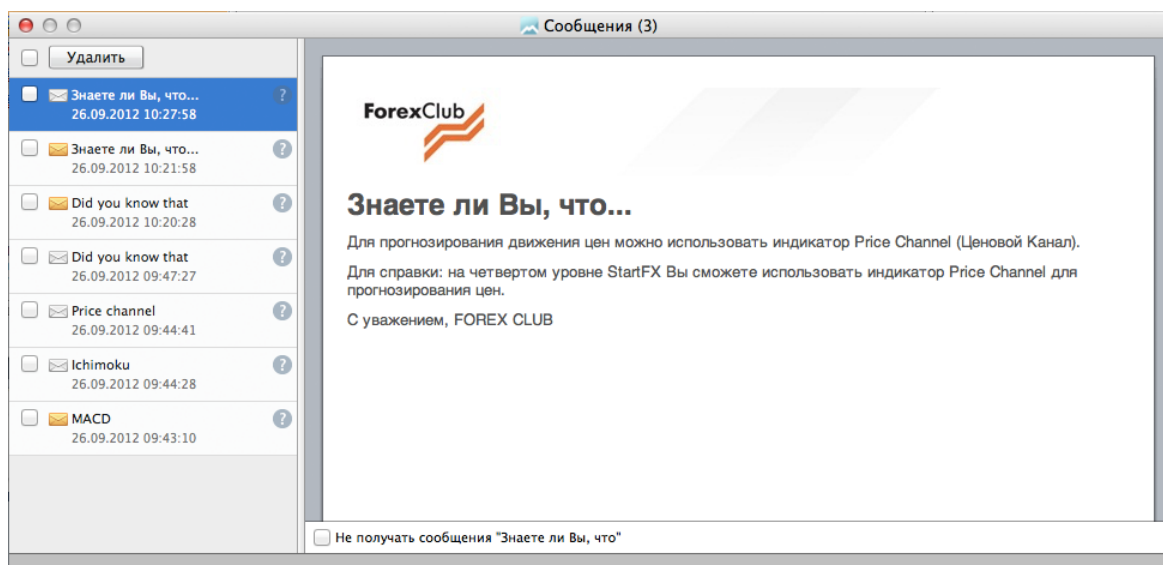 Сообщения (3)
Удалить
Знаете ли Вы, что...
26.09.2012 10:27:58
Знаете ли Вы, что...
26.09.2012 10:21:58
Did you know that
26.09.2012 10:20:28
Did you know that
26.09.2012 09:47:27
Price channel
26.09.2012 09:44:41
Ichimoku
26.09.2012 09:44:28
MACD
26.09.2012 09:43:10
ForexClub
Знаете ли Вы, что...
Для прогнозирования движения цен можно использовать индикатор Price Channel (Ценовой Канал).
Для справки: на четвертом уровне StartFX Вы сможете использовать индикатор Price Channel для
прогнозирования цен.
С уважением, FOREX CLUB
Не получать сообщения "Знаете ли Вы, что"